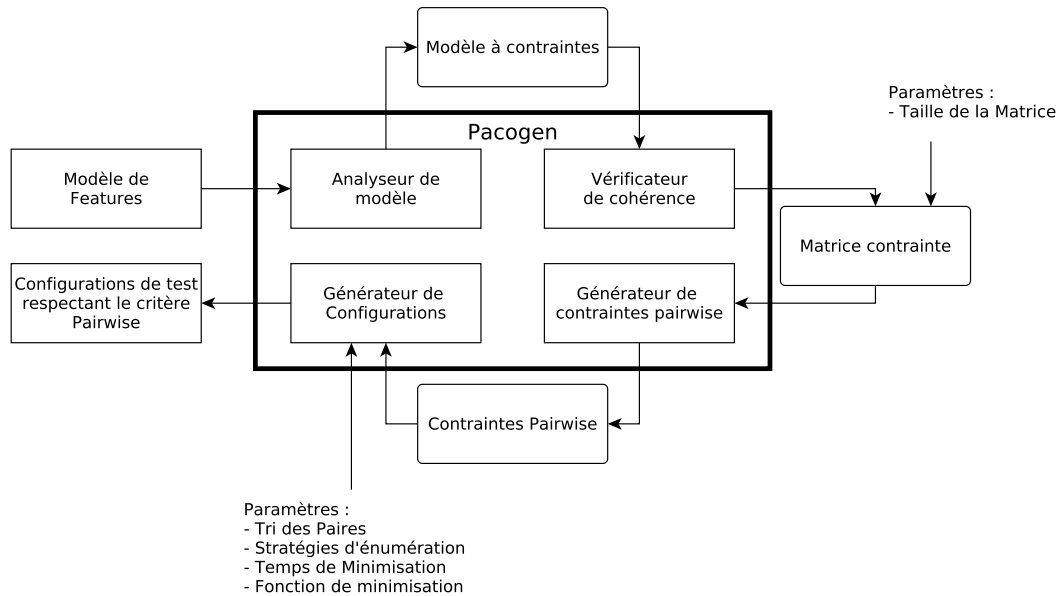 Modèle à contraintes
Paramètres :
- Taille de la Matrice
Pacogen
Modèle de
Features
Analyseur de
modèle
Vérificateur
de cohérence
Matrice contrainte
Configurations de test
respectant le critère
Pairwise
Générateur de
Configurations
Générateur de
contraintes pairwise
Contraintes Pairwise
Paramètres :
- Tri des Paires
- Stratégies d'énumération
- Temps de Minimisation
- Fonction de minimisation